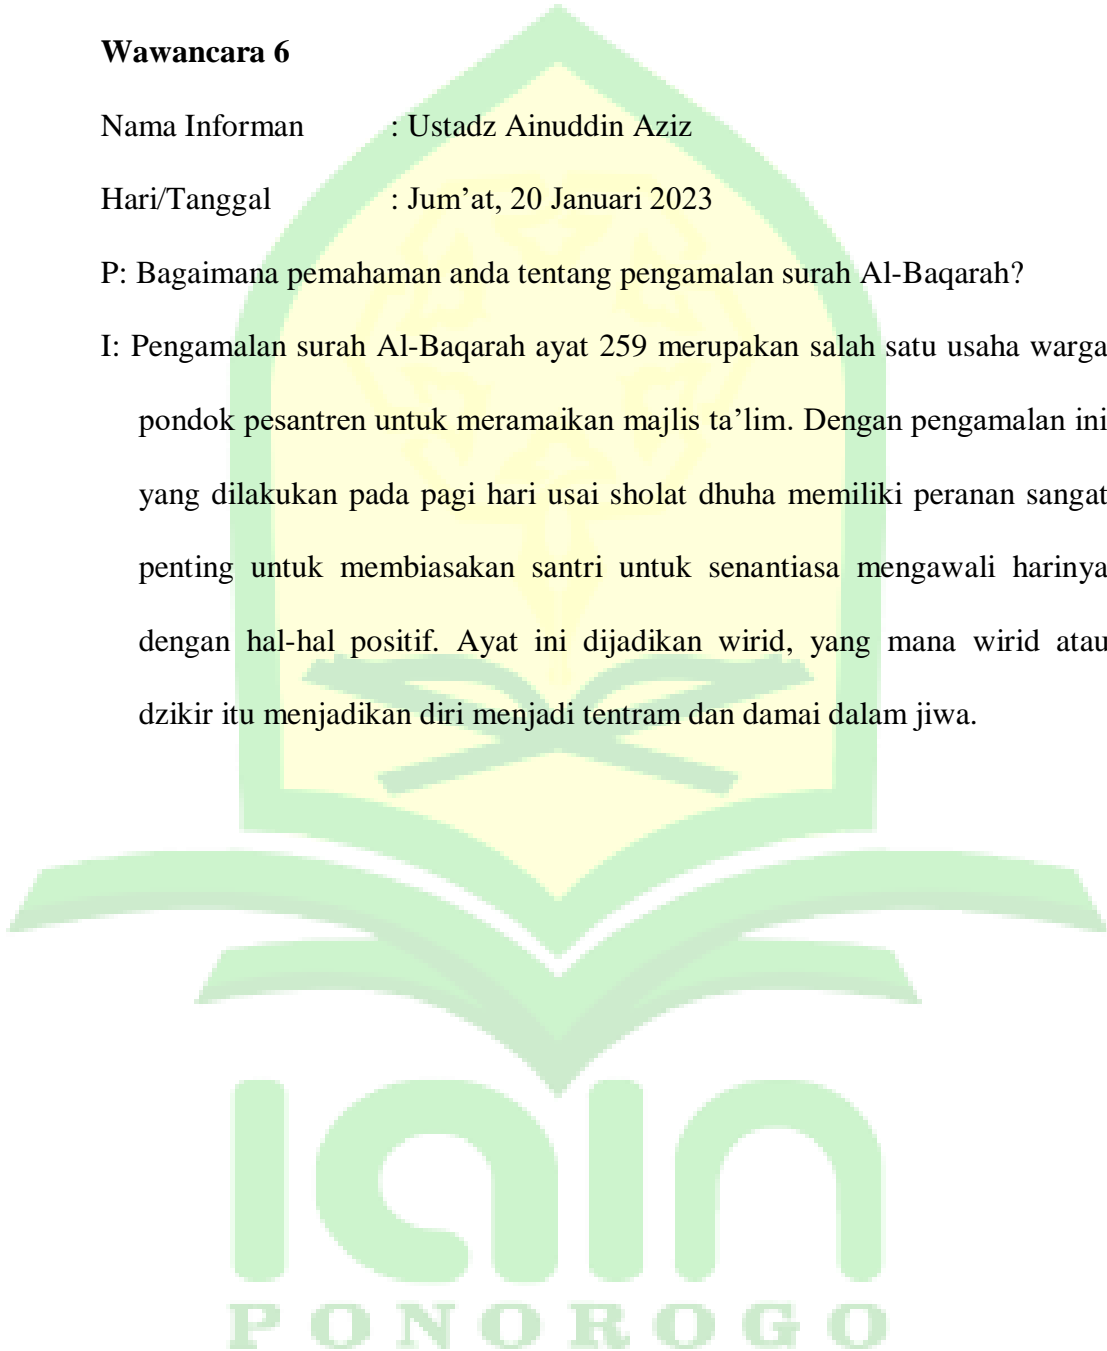 Wawancara 6
Nama Informan : Ustadz Ainuddin Aziz
Hari/Tanggal : Jum’at, 20 Januari 2023
P: Bagaimana pemahaman anda tentang pengamalan surah Al-Baqarah?
I: Pengamalan surah Al-Baqarah ayat 259 merupakan salah satu usaha warga
pondok pesantren untuk meramaikan majlis ta’lim. Dengan pengamalan ini
yang dilakukan pada pagi hari usai sholat dhuha memiliki peranan sangat
penting untuk membiasakan santri untuk senantiasa mengawali harinya
dengan hal-hal positif. Ayat ini dijadikan wirid, yang mana wirid atau
dzikir itu menjadikan diri menjadi tentram dan damai dalam jiwa.
iain
PONOROGO